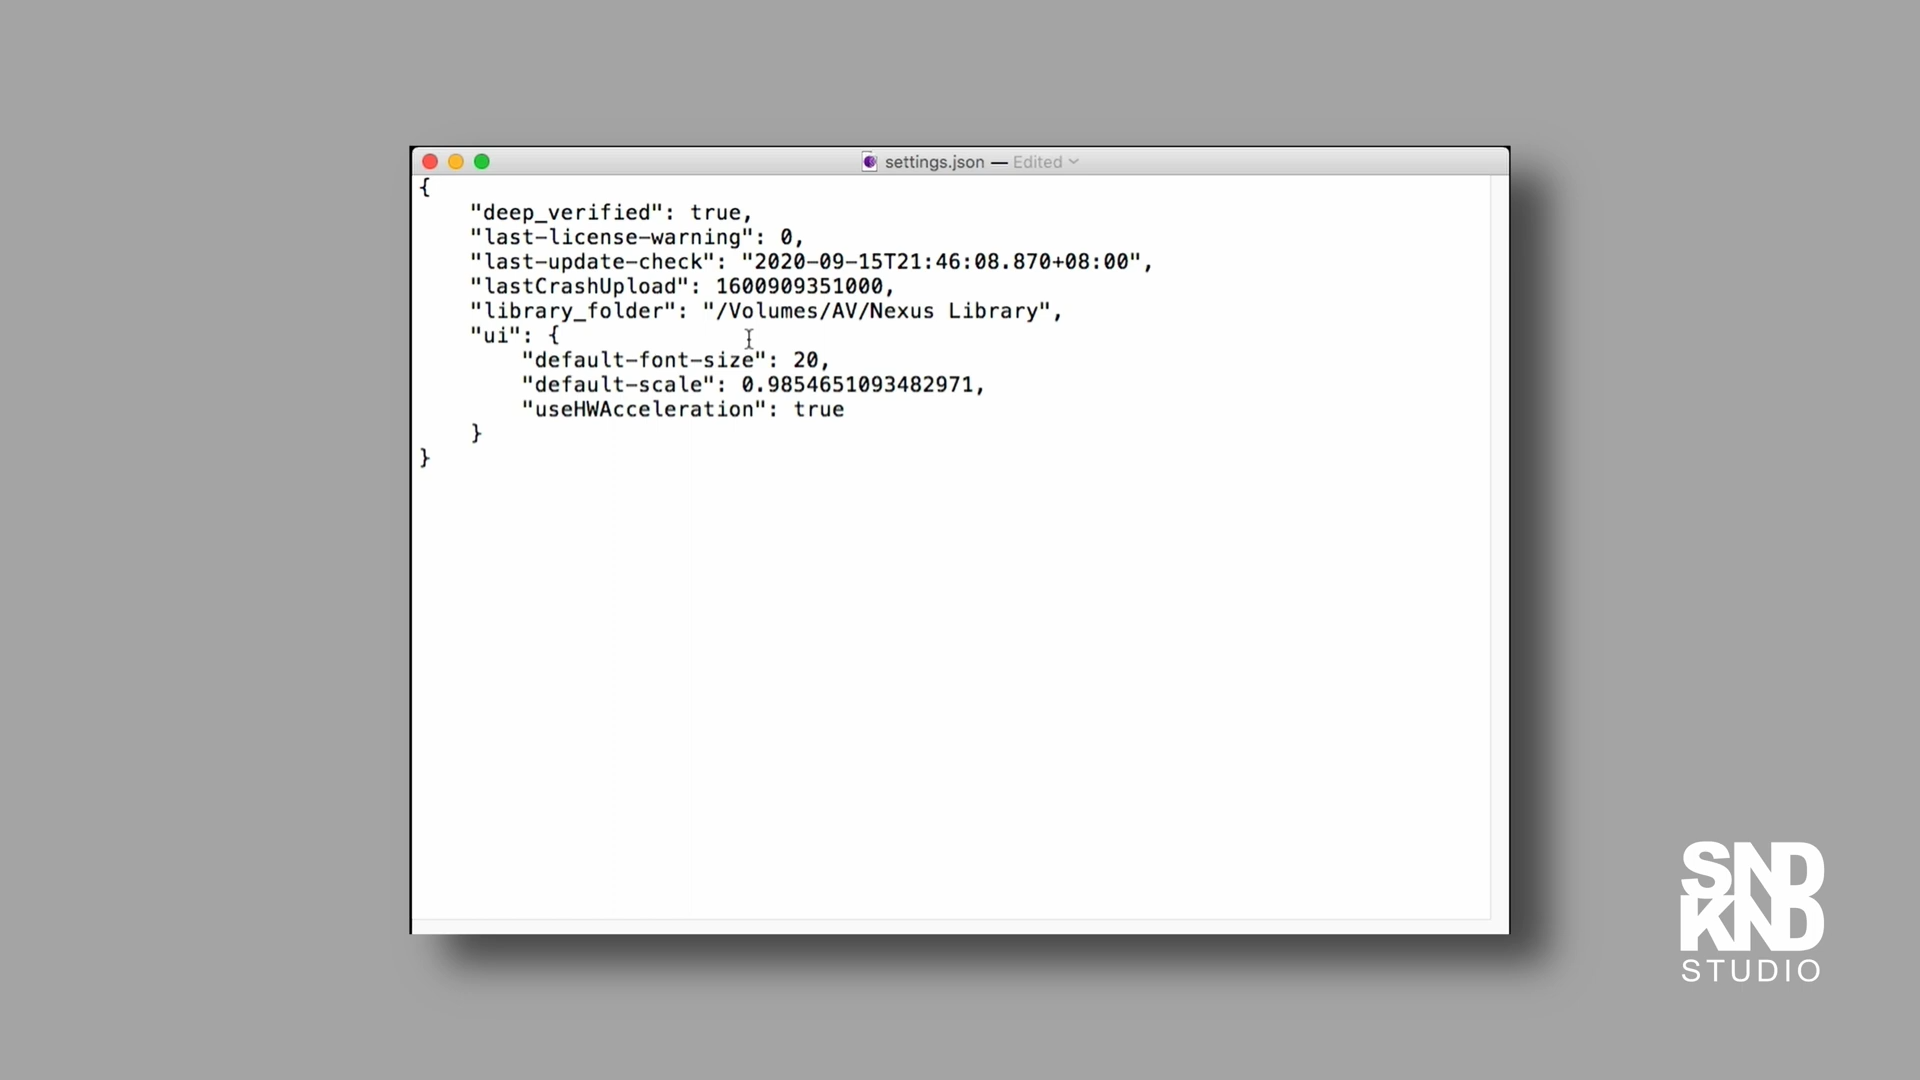 settings.json — Edited
{
    "deep_verified": true,
    "last-license-warning": 0,
    "last-update-check": "2020-09-15T21:46:08.870+08:00",
    "lastCrashUpload": 1600909351000,
    "library_folder": "/Volumes/AV/Nexus Library",
    "ui": {
        "default-font-size": 20,
        "default-scale": 0.9854651093482971,
        "useHWAcceleration": true
    }
}
SND
KND
STUDIO